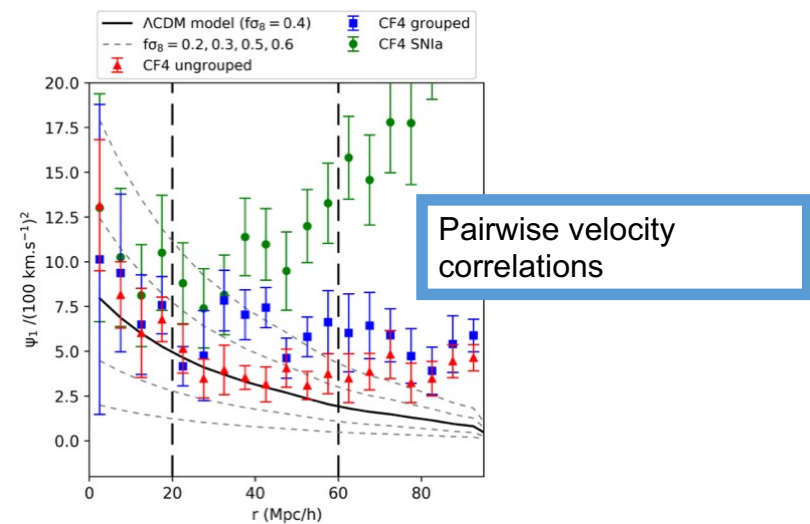 ΛCDM model (fσ₈ = 0.4)
fσ₈ = 0.2, 0.3, 0.5, 0.6
CF4 ungrouped
CF4 grouped
CF4 SNIa
20.0
17.5
15.0
12.5
10.0
7.5
5.0
2.5
0.0
ψ₁ /(100 km.s⁻¹)²
0 20 40 60 80
r (Mpc/h)
Pairwise velocity
correlations